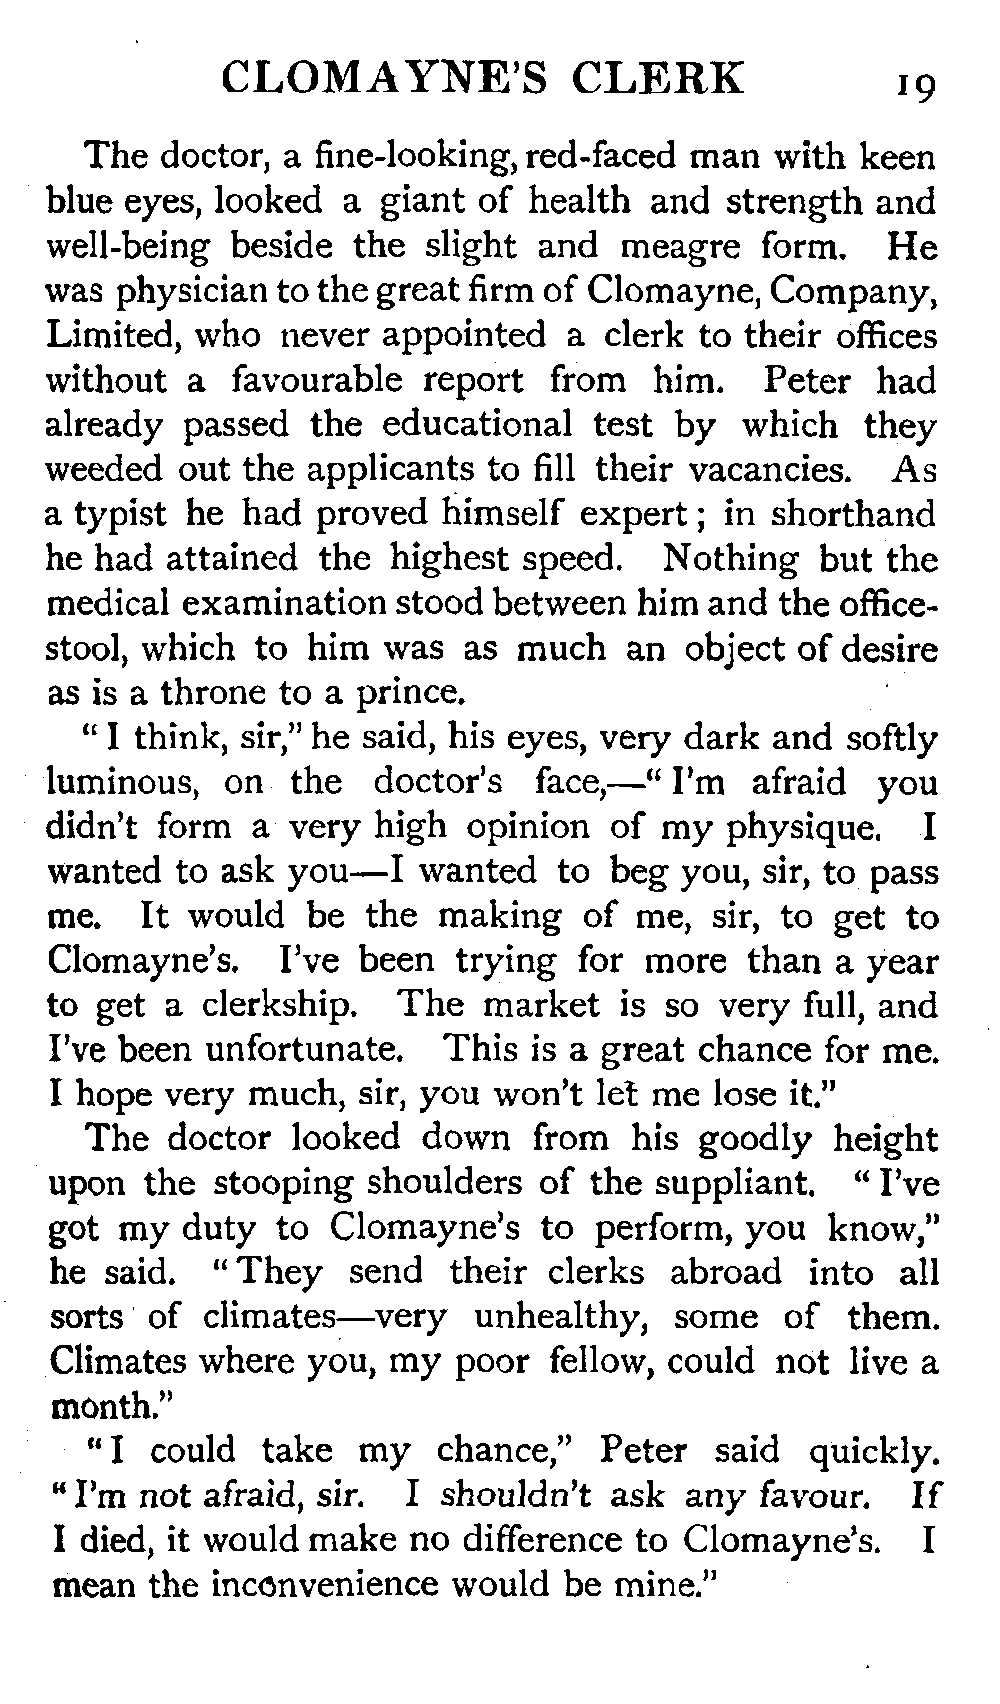 CLOMAYNE'S CLERK 19
The doctor, a fine-looking, red-faced man with keen
blue eyes, looked a giant of health and strength and
well-being beside the slight and meagre form. He
was physician to the great firm of Clomayne, Company,
Limited, who never appointed a clerk to their offices
without a favourable report from him. Peter had
already passed the educational test by which they
weeded out the applicants to fill their vacancies. As
a typist he had proved himself expert; in shorthand
he had attained the highest speed. Nothing but the
medical examination stood between him and the office-
stool, which to him was as much an object of desire
as is a throne to a prince.
"I think, sir," he said, his eyes, very dark and softly
luminous, on the doctor's face,—"I'm afraid you
didn't form a very high opinion of my physique. I
wanted to ask you—I wanted to beg you, sir, to pass
me. It would be the making of me, sir, to get to
Clomayne's. I've been trying for more than a year
to get a clerkship. The market is so very full, and
I've been unfortunate. This is a great chance for me.
I hope very much, sir, you won't let me lose it."
The doctor looked down from his goodly height
upon the stooping shoulders of the suppliant. "I've
got my duty to Clomayne's to perform, you know,"
he said. "They send their clerks abroad into all
sorts of climates—very unhealthy, some of them.
Climates where you, my poor fellow, could not live a
month."
"I could take my chance," Peter said quickly.
"I'm not afraid, sir. I shouldn't ask any favour. If
I died, it would make no difference to Clomayne's. I
mean the inconvenience would be mine."